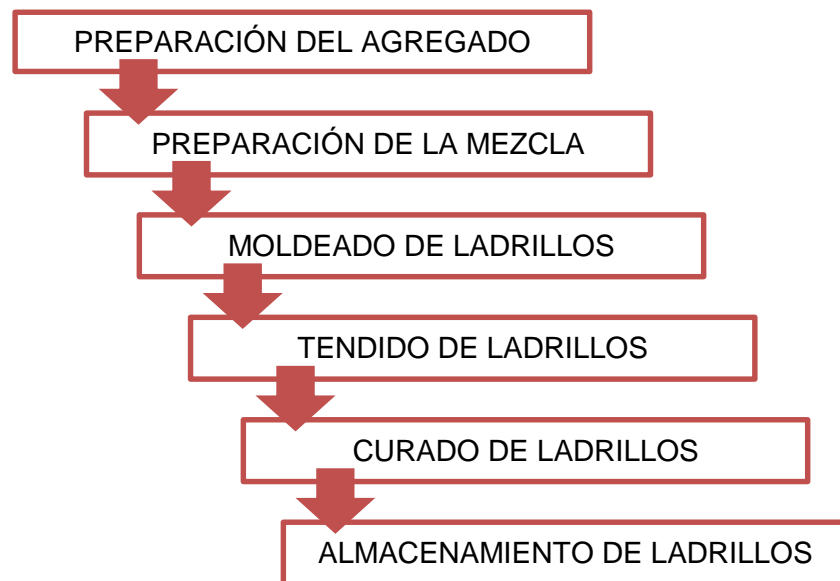 PREPARACIÓN DEL AGREGADO
PREPARACIÓN DE LA MEZCLA
MOLDEADO DE LADRILLOS
TENDIDO DE LADRILLOS
CURADO DE LADRILLOS
ALMACENAMIENTO DE LADRILLOS